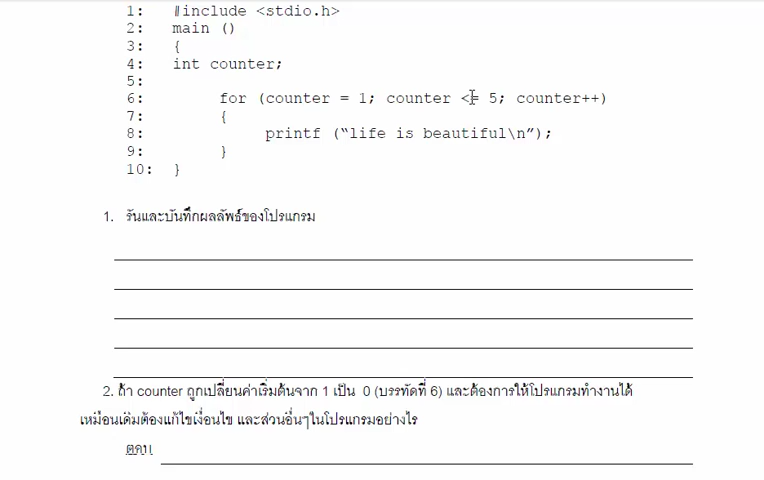 1: #include <stdio.h>
2: main ()
3: {
4: int counter;
5:
6: for (counter = 1; counter <= 5; counter++)
7: {
8: printf (“life is beautiful\n”);
9: }
10: }
1. รันและบันทึกผลลัพธ์ของโปรแกรม
2. ถ้า counter ถูกเปลี่ยนค่าเริ่มต้นจาก 1 เป็น 0 (บรรทัดที่ 6) และต้องการให้โปรแกรมทำงานได้
เหมือนเดิมต้องแก้ไขเงื่อนไข และส่วนอื่นๆในโปรแกรมอย่างไร
ตอบ